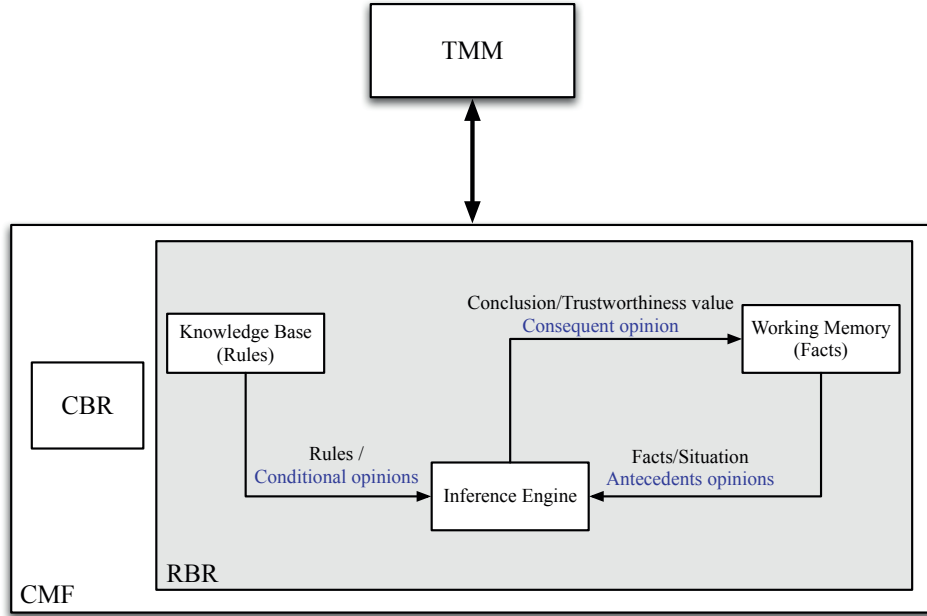 TMM
Conclusion/Trustworthiness value
Consequent opinion
Knowledge Base
(Rules)
Working Memory
(Facts)
CBR
Rules /
Conditional opinions
Facts/Situation
Antecedents opinions
Inference Engine
RBR
CMF